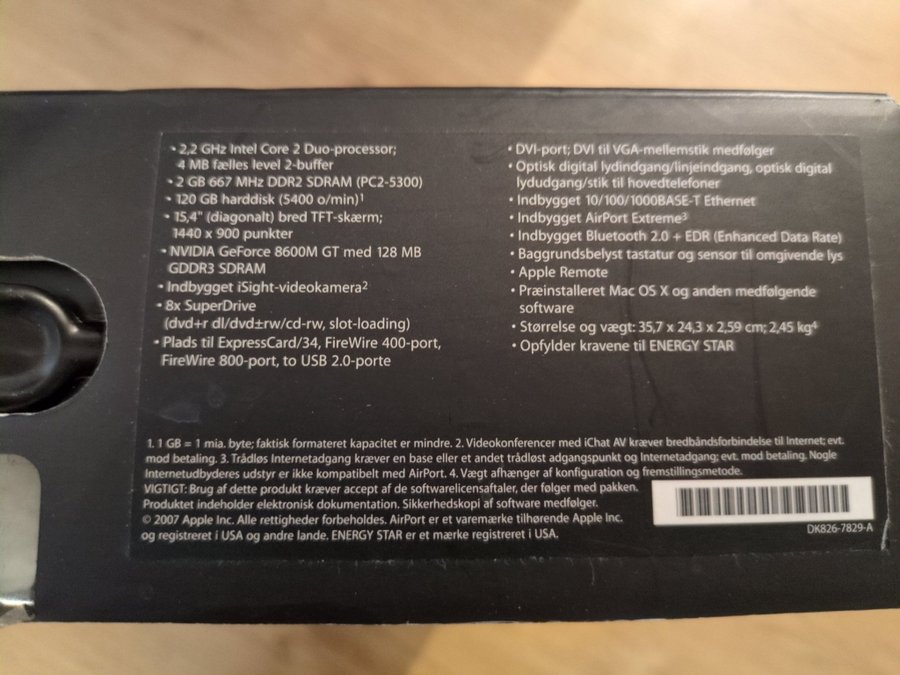 • 2,2 GHz Intel Core 2 Duo-processor;
4 MB fælles level 2-buffer
• 2 GB 667 MHz DDR2 SDRAM (PC2-5300)
• 120 GB harddisk (5400 o/min)¹
• 15,4" (diagonalt) bred TFT-skærm;
1440 x 900 punkter
• NVIDIA GeForce 8600M GT med 128 MB
GDDR3 SDRAM
• Indbygget iSight-videokamera²
• 8x SuperDrive
(dvd+r dl/dvd±rw/cd-rw, slot-loading)
• Plads til ExpressCard/34, FireWire 400-port,
FireWire 800-port, to USB 2.0-porte
• DVI-port; DVI til VGA-mellemstik medfølger
• Optisk digital lydindgang/linjeindgang, optisk digital
lydudgang/stik til hovedtelefoner
• Indbygget 10/100/1000BASE-T Ethernet
• Indbygget AirPort Extreme³
• Indbygget Bluetooth 2.0 + EDR (Enhanced Data Rate)
• Baggrundsbelyst tastatur og sensor til omgivende lys
• Apple Remote
• Præinstalleret Mac OS X og anden medfølgende
software
• Størrelse og vægt: 35,7 x 24,3 x 2,59 cm; 2,45 kg⁴
• Opfylder kravene til ENERGY STAR
1. 1 GB = 1 mia. byte; faktisk formateret kapacitet er mindre. 2. Videokonferencer med iChat AV kræver bredbåndsforbindelse til Internet; evt.
mod betaling. 3. Trådløs Internetadgang kræver en base eller et andet trådløst adgangspunkt og Internetadgang; evt. mod betaling. Nogle
Internetudbyderes udstyr er ikke kompatibelt med AirPort. 4. Vægt afhænger af konfiguration og fremstillingsmetode.
VIGTIGT: Brug af dette produkt kræver accept af de softwarelicensaftaler, der følger med pakken.
Produktet indeholder elektronisk dokumentation. Sikkerhedskopi af software medfølger.
© 2007 Apple Inc. Alle rettigheder forbeholdes. AirPort er et varemærke tilhørende Apple Inc.
og registreret i USA og andre lande. ENERGY STAR er et mærke registreret i USA.
DK826-7829-A